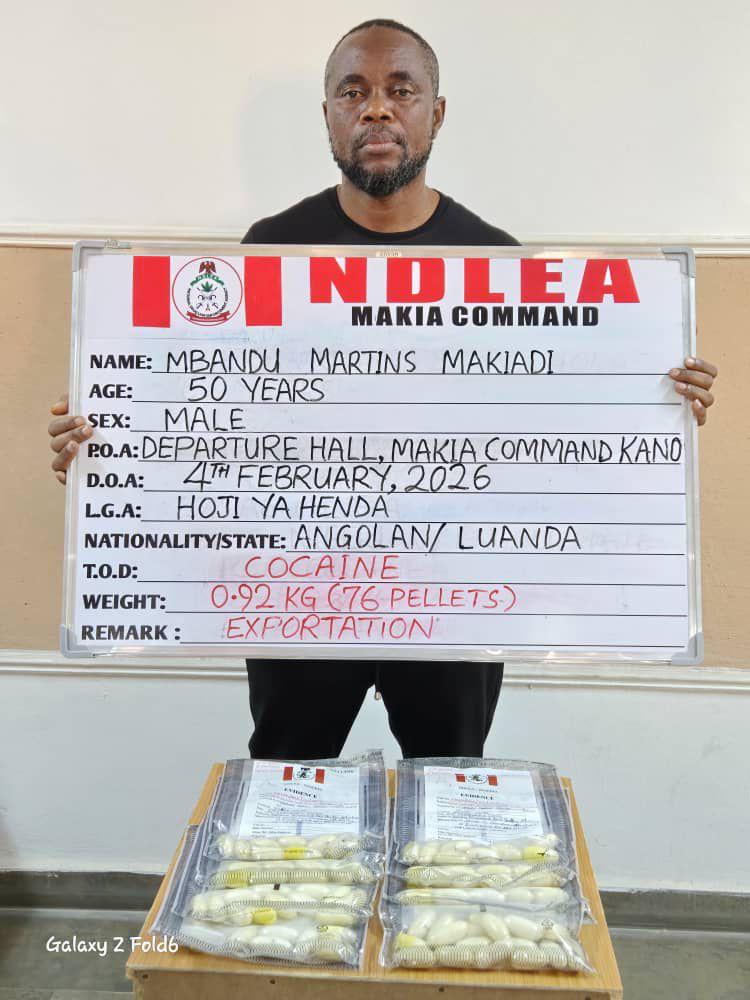 NDLEA
MAKIA COMMAND
NAME: MBANDU MARTINS MAKIADI
AGE: 50 YEARS
SEX: MALE
P.O.A: DEPARTURE HALL, MAKIA COMMAND KANO
D.O.A: 4TH FEBRUARY, 2026
L.G.A: HOJI YA HENDA
NATIONALITY/STATE: ANGOLAN/ LUANDA
T.O.D: COCAINE
WEIGHT: 0.92 KG (76 PELLETS)
REMARK : EXPORTATION
EVIDENCE
EVIDENCE
Galaxy Z Fold6